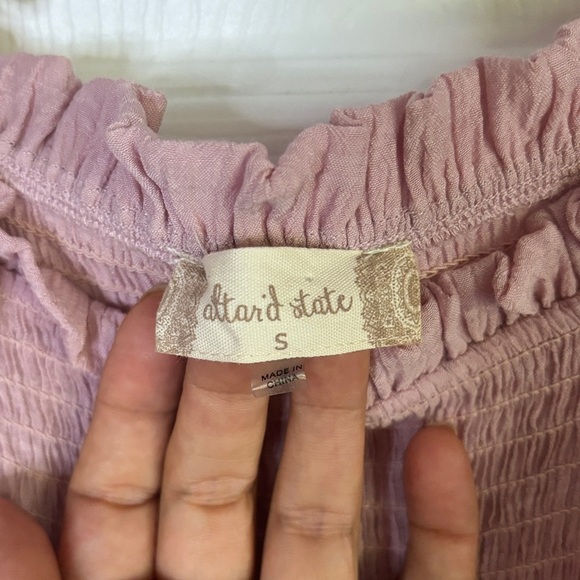 altar'd state
S
MADE IN
CHINA